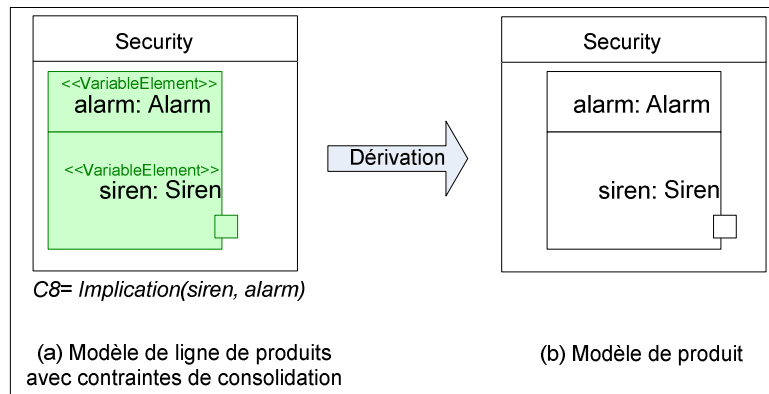 Security
<<VariableElement>>
alarm: Alarm
<<VariableElement>>
siren: Siren
C8= Implication(siren, alarm)
(a) Modèle de ligne de produits
avec contraintes de consolidation
Dérivation
Security
alarm: Alarm
siren: Siren
(b) Modèle de produit